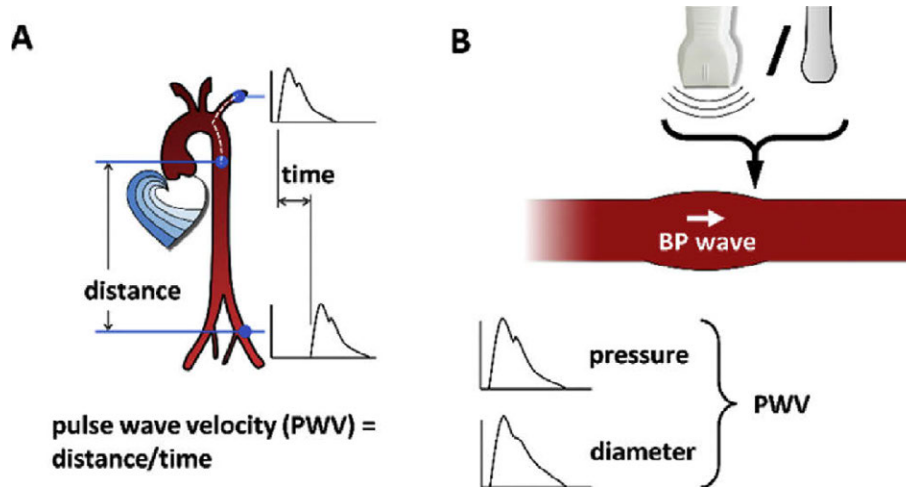 A
time
distance
pulse wave velocity (PWV) =
distance/time
B
/
BP wave
pressure
diameter
PWV